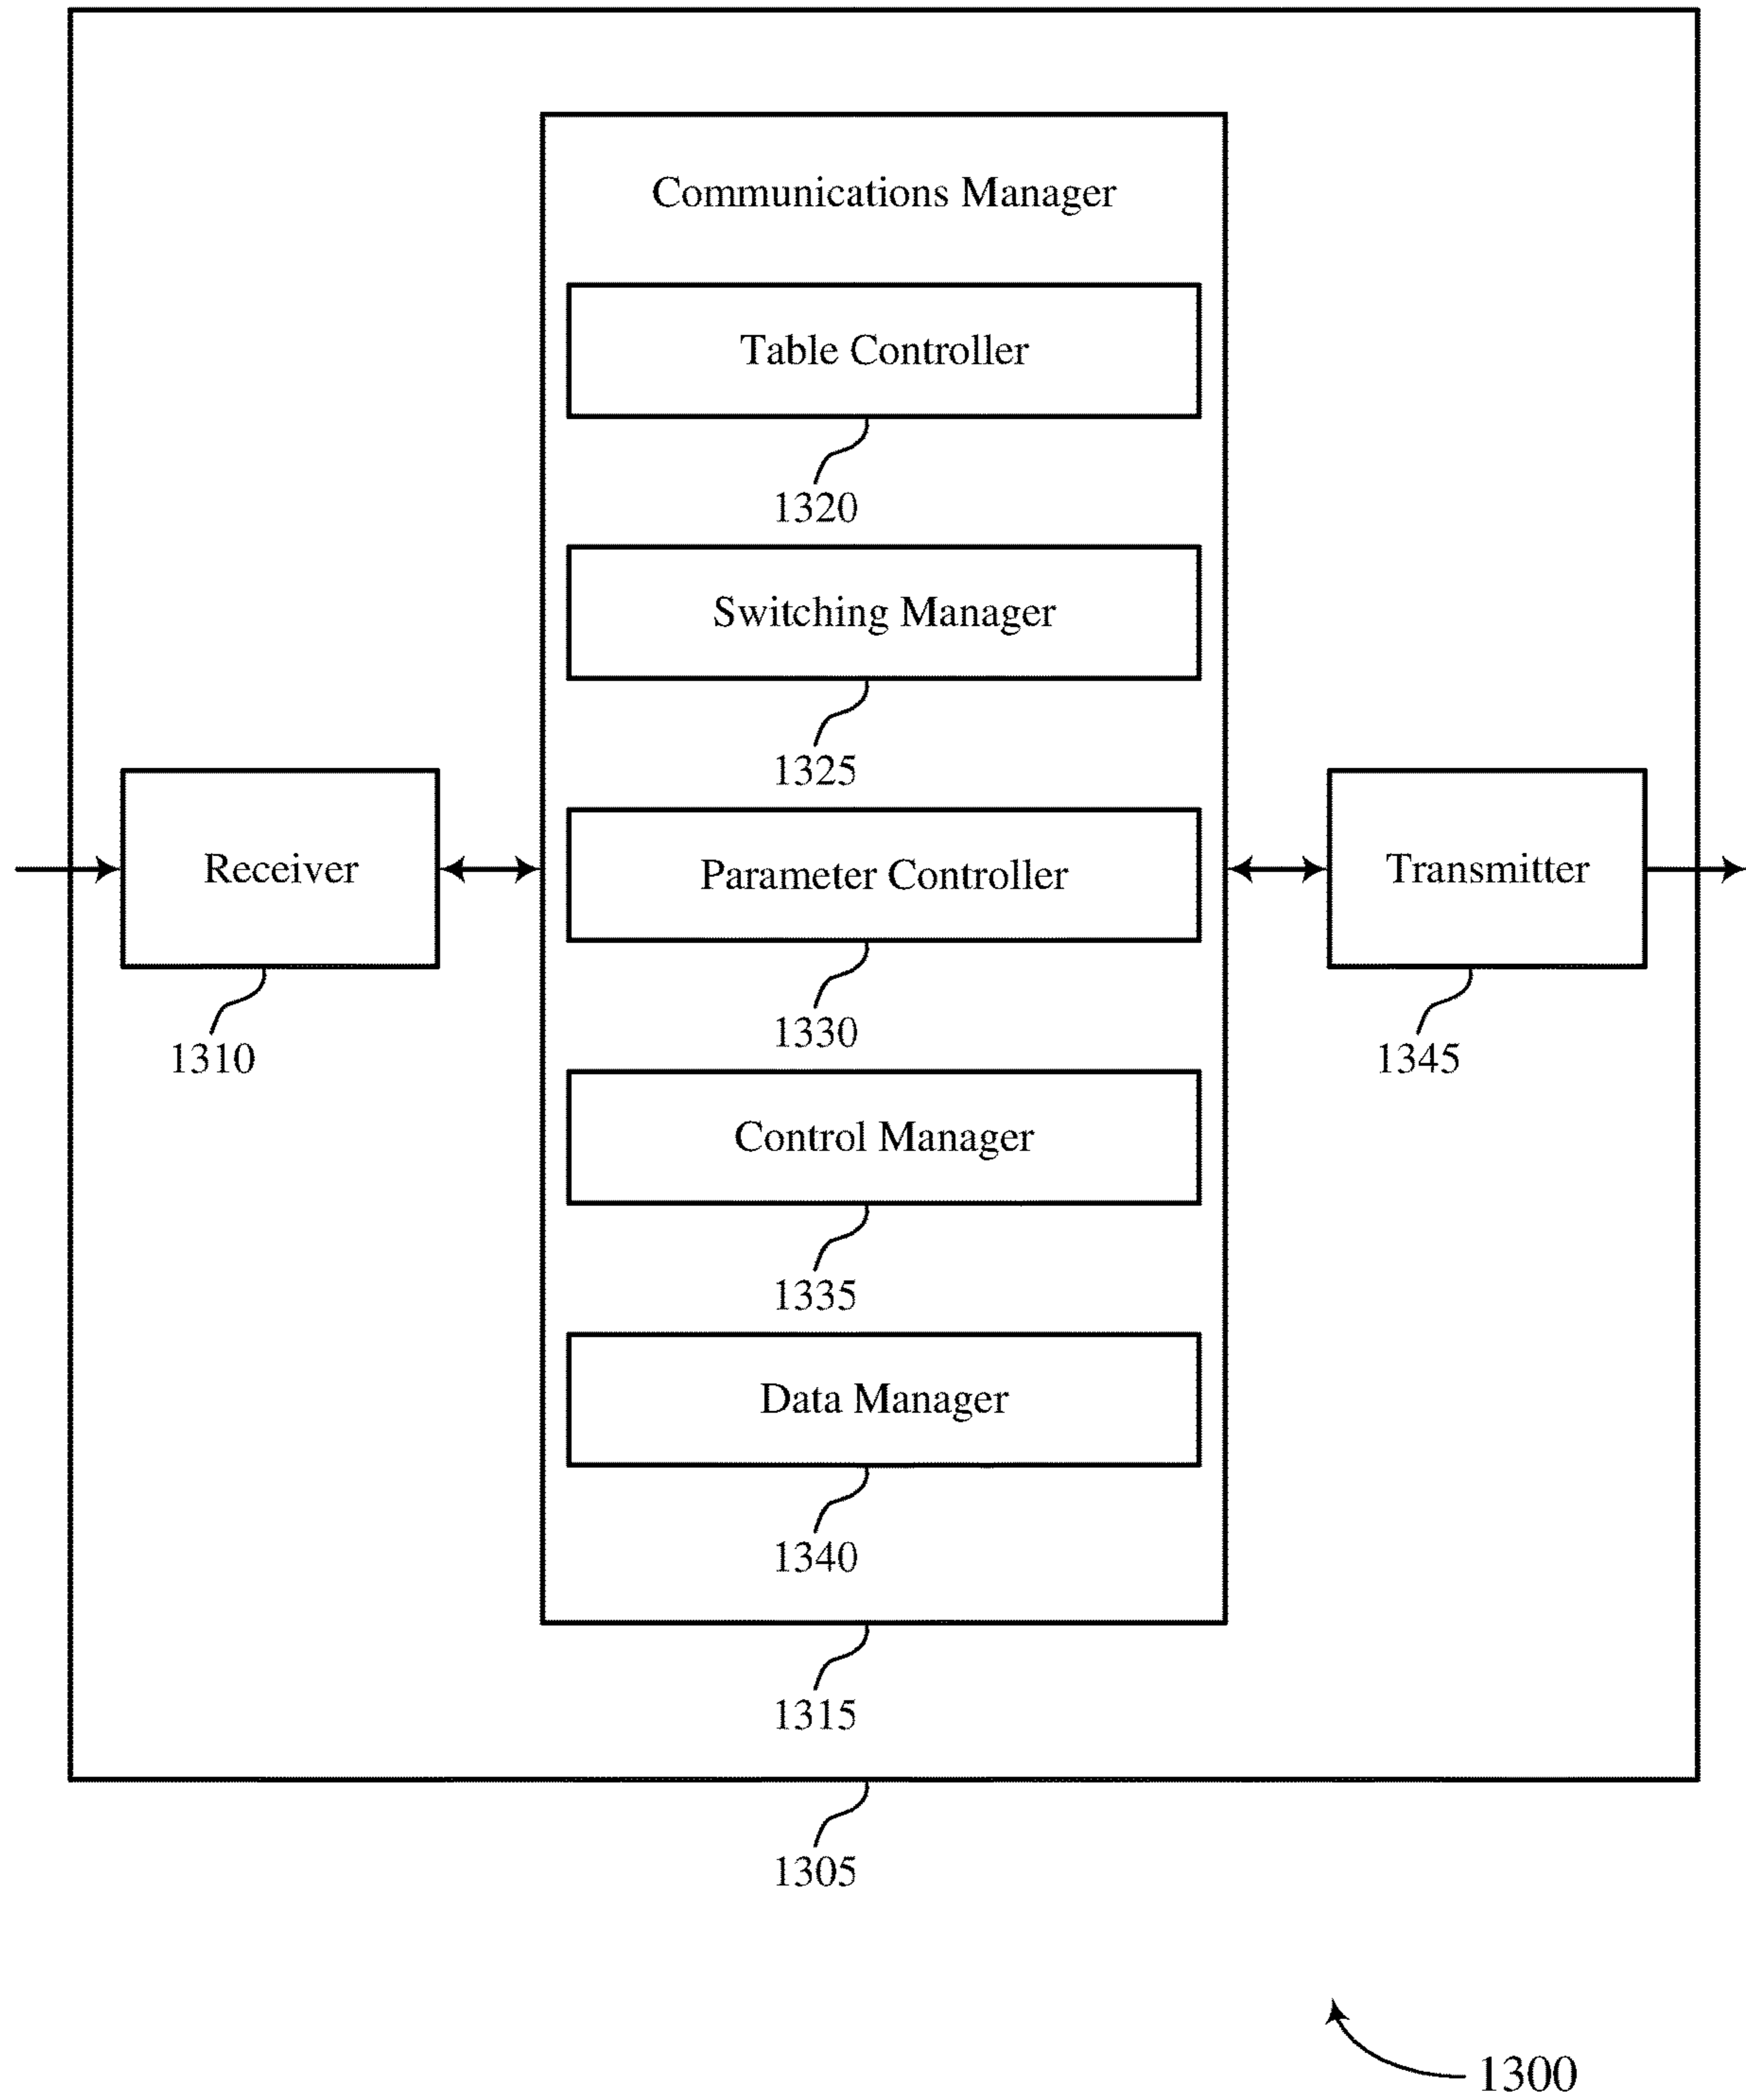 Communications Manager
Table Controller
1320
Switching Manager
1325
Receiver
1310
Parameter Controller
1330
Transmitter
1345
Control Manager
1335
Data Manager
1340
1315
1305
1300